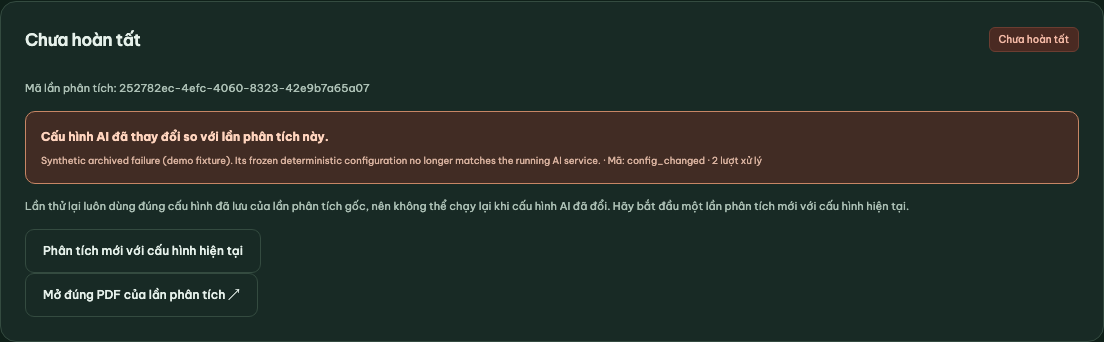 Chưa hoàn tất
Chưa hoàn tất
Mã lần phân tích: 252782ec-4efc-4060-8323-42e9b7a65a07
Cấu hình AI đã thay đổi so với lần phân tích này.
Synthetic archived failure (demo fixture). Its frozen deterministic configuration no longer matches the running AI service. · Mã: config_changed · 2 lượt xử lý
Lần thử lại luôn dùng đúng cấu hình đã lưu của lần phân tích gốc, nên không thể chạy lại khi cấu hình AI đã đổi. Hãy bắt đầu một lần phân tích mới với cấu hình hiện tại.
Phân tích mới với cấu hình hiện tại
Mở đúng PDF của lần phân tích ↗